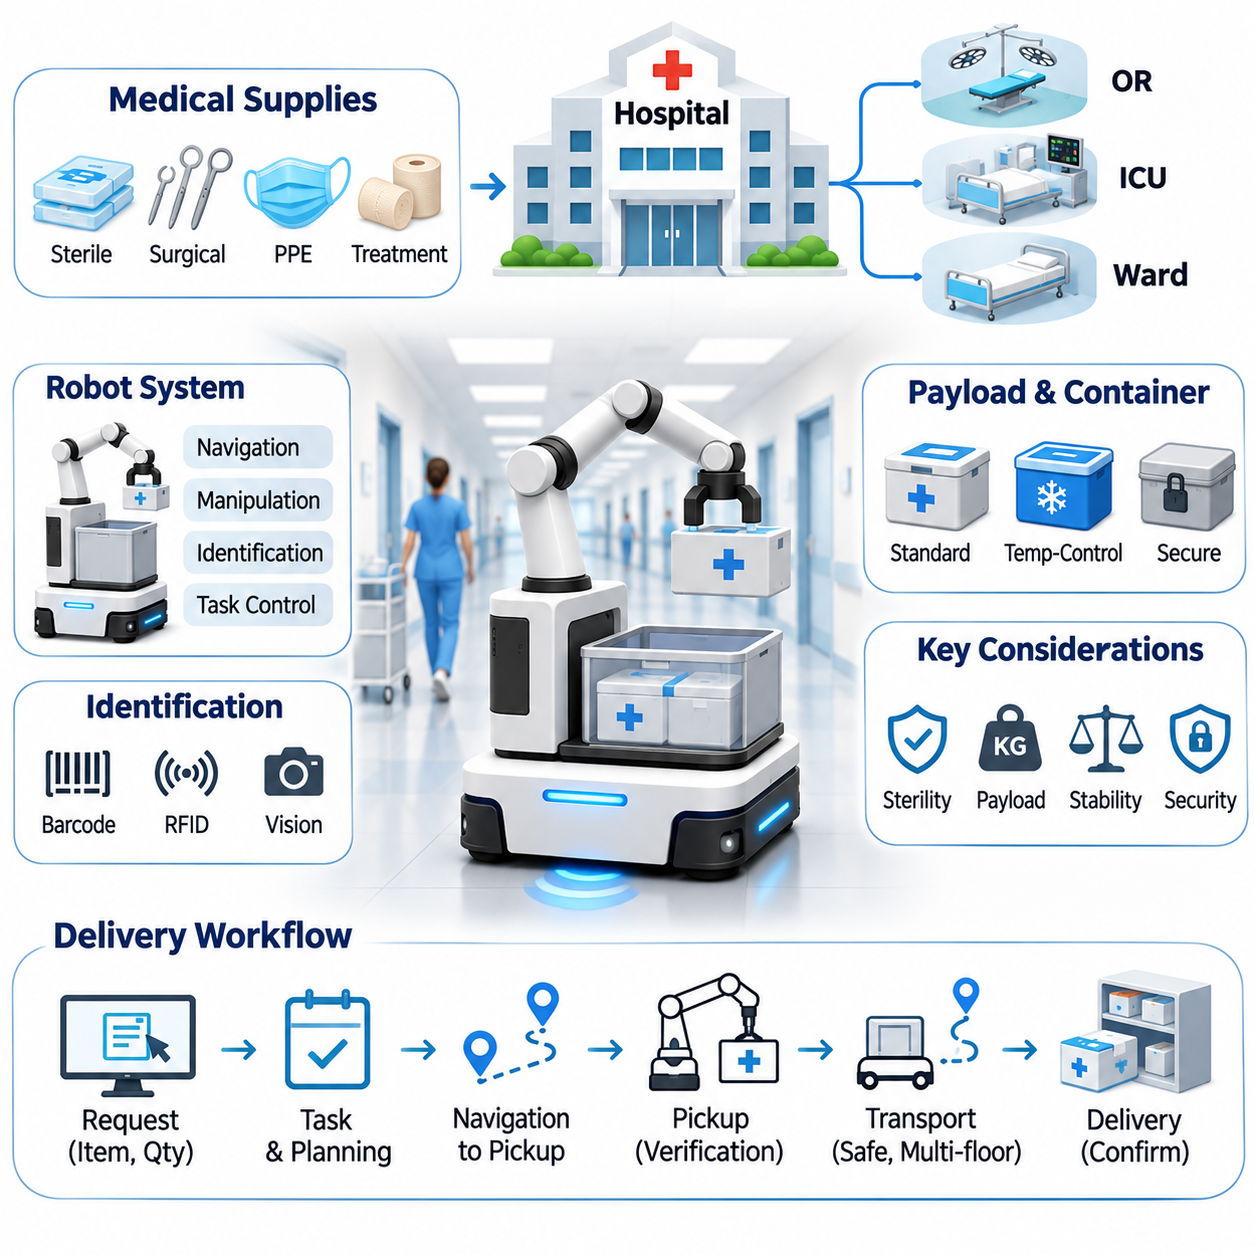 Medical Supplies
Sterile
Surgical
PPE
Treatment
Hospital
OR
ICU
Ward
Robot System
Navigation
Manipulation
Identification
Task Control
Payload & Container
Standard
Temp-Control
Secure
Identification
Barcode
RFID
Vision
Key Considerations
KG
Sterility
Payload
Stability
Security
Delivery Workflow
Request
(Item, Qty)
Task
& Planning
Navigation
to Pickup
Pickup
(Verification)
Transport
(Safe, Multi-floor)
Delivery
(Confirm)